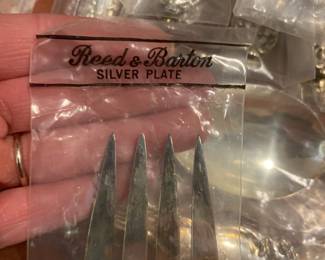 Reed & Barton
SILVER PLATE